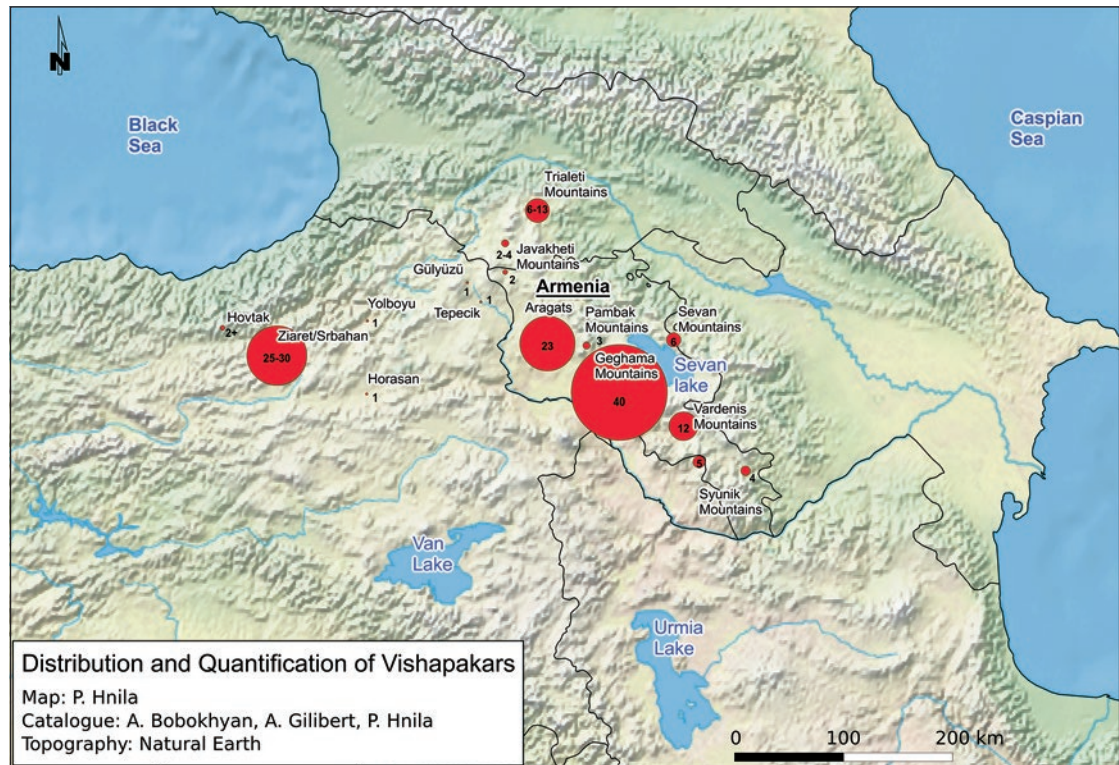 N
Black
Sea
Caspian
Sea
Trialeti
Mountains
6-13
2-4
Javakheti
Mountains
2
Gülyüzü
1
Tepecik
1
Armenia
Aragats
23
Pambak
Mountains
3
Sevan
Mountains
6
Hovtak
2+
Ziaret/Srbahan
25-30
Yolboyu
1
Horasan
1
Geghama
Mountains
40
Sevan
lake
Vardenis
Mountains
12
5
4
Syunik
Mountains
Van
Lake
Urmia
Lake
Distribution and Quantification of Vishapakars
Map: P. Hnila
Catalogue: A. Bobokhyan, A. Gilibert, P. Hnila
Topography: Natural Earth
0 100 200 km